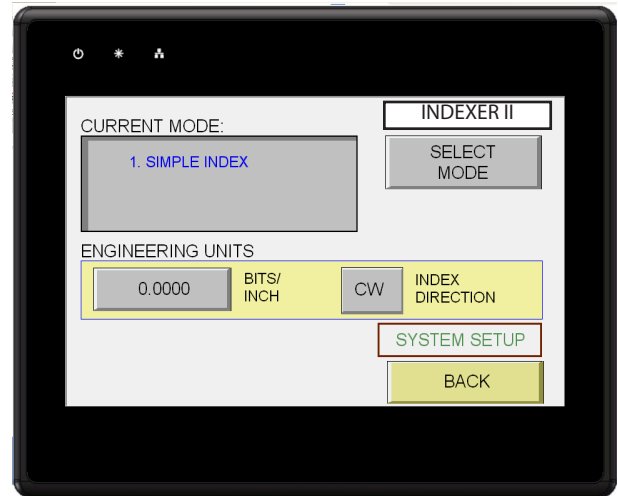 INDEXER II
CURRENT MODE:
1. SIMPLE INDEX
SELECT
MODE
ENGINEERING UNITS
0.0000
BITS/
INCH
CW
INDEX
DIRECTION
SYSTEM SETUP
BACK